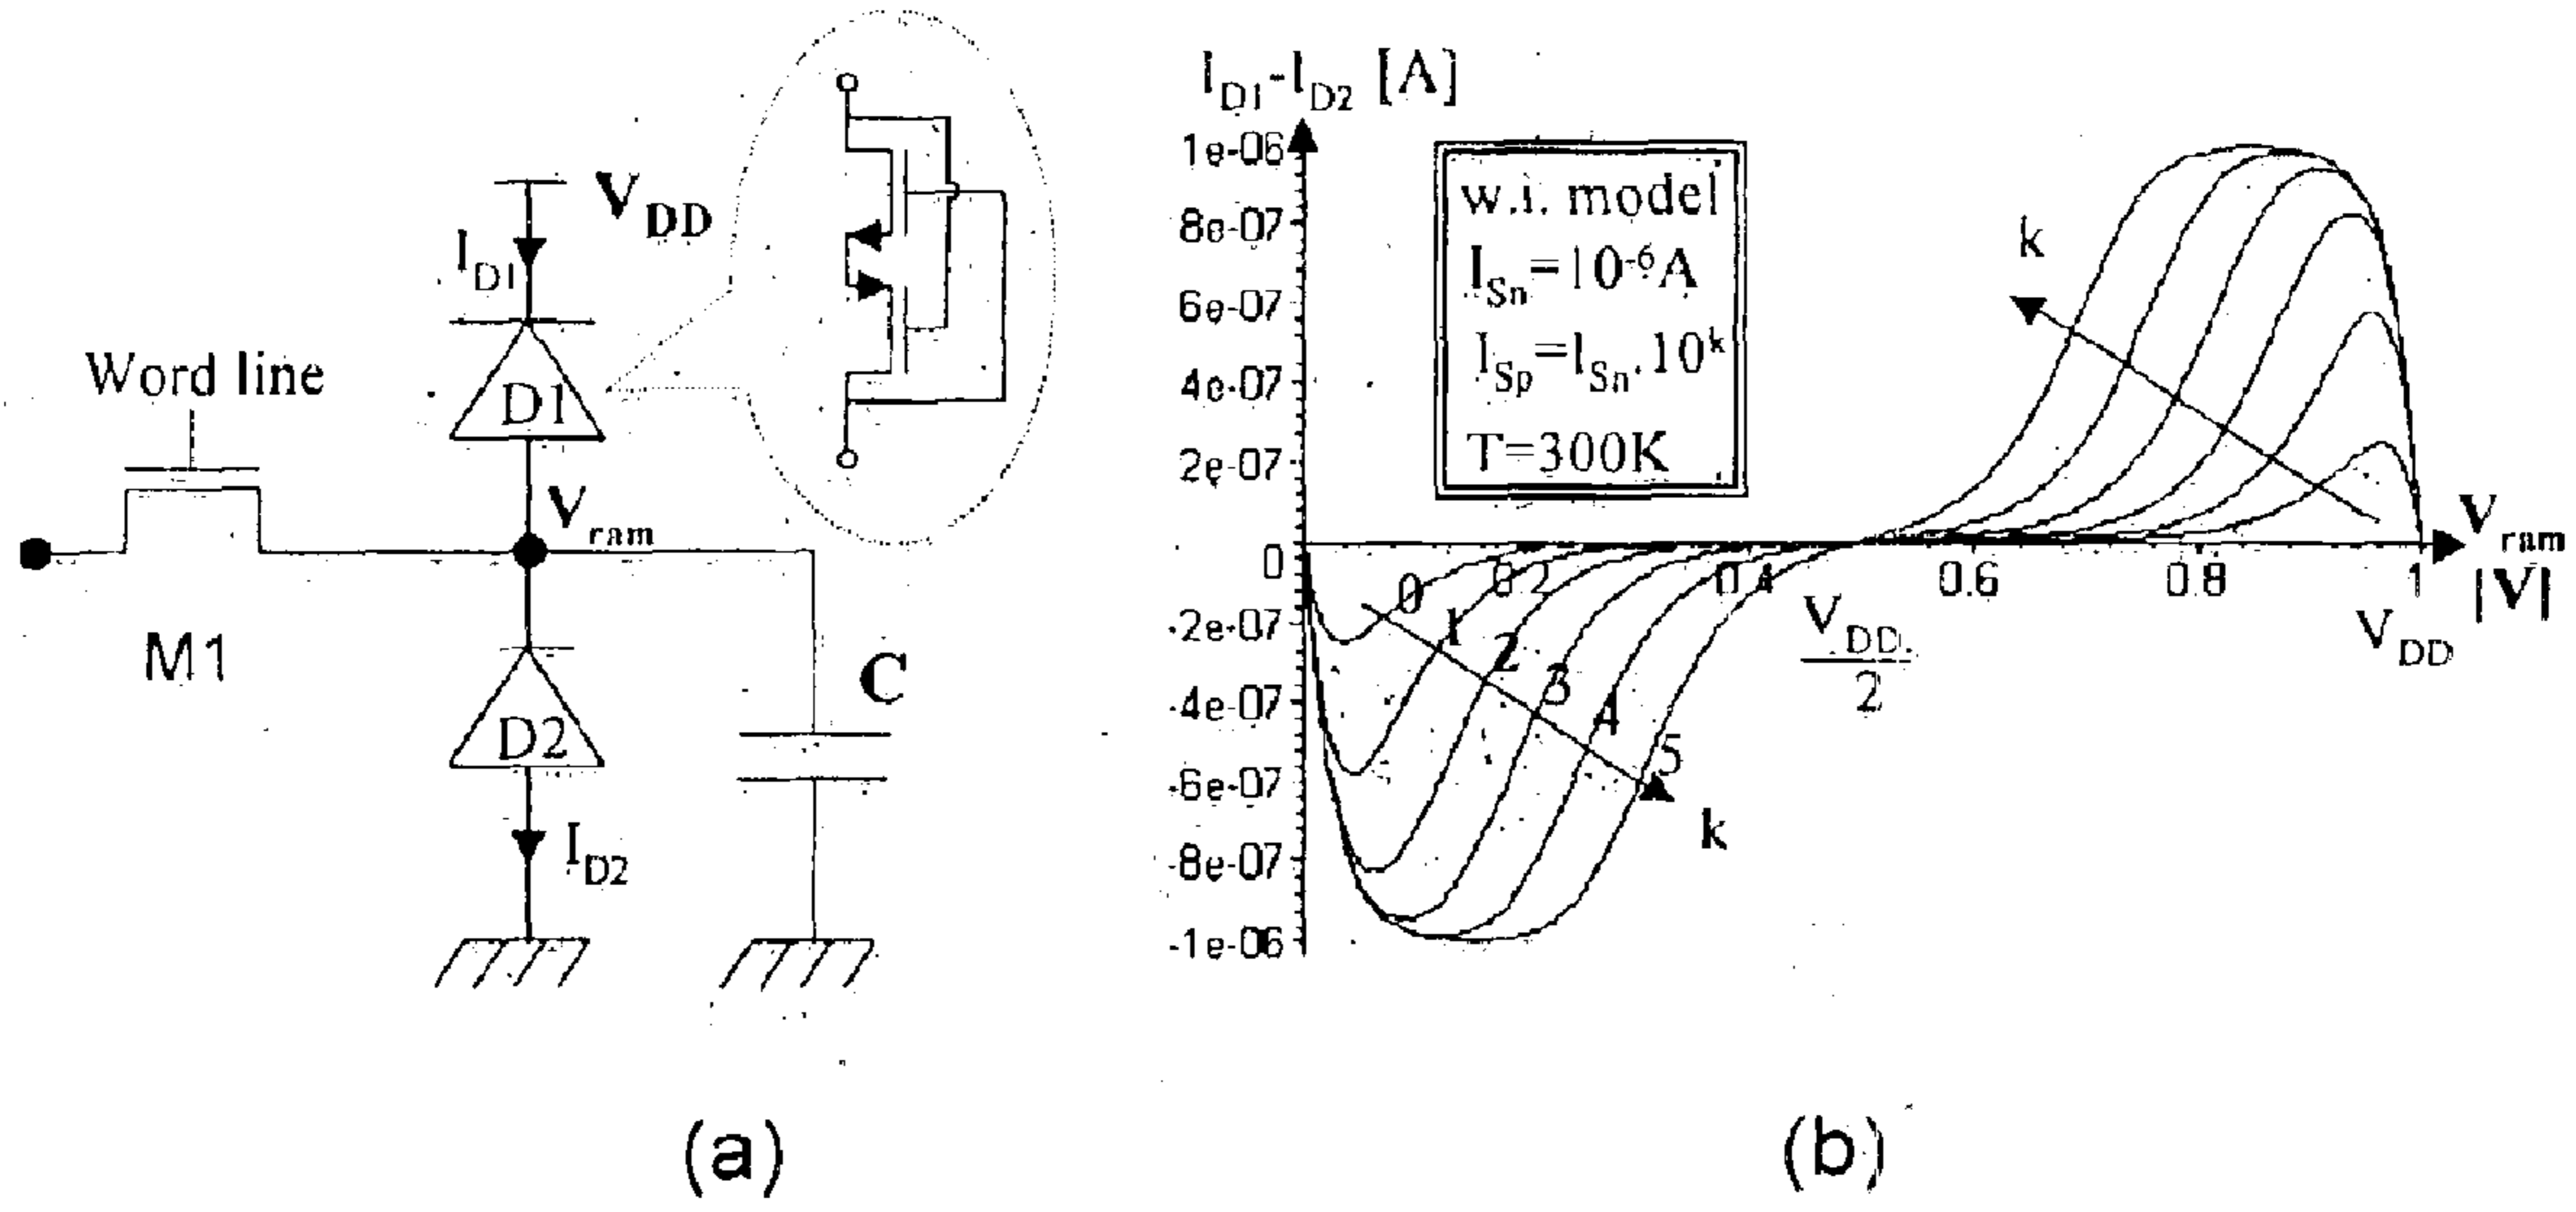 V_DD
I_D1
Word line
D1
V_ram
M1
D2
C
I_D2
(a)
I_D1-I_D2 [A]
1e-06
8e-07
6e-07
4e-07
2e-07
0
-2e-07
-4e-07
-6e-07
-8e-07
-1e-06
w.i. model
I_Sn=10^-6A
I_Sp=I_Sn.10^k
T=300K
k
0.2
0.4
0.6
0.8
1
V_ram
|V|
V_DD
2
V_DD
0
1
2
3
4
5
k
(b)